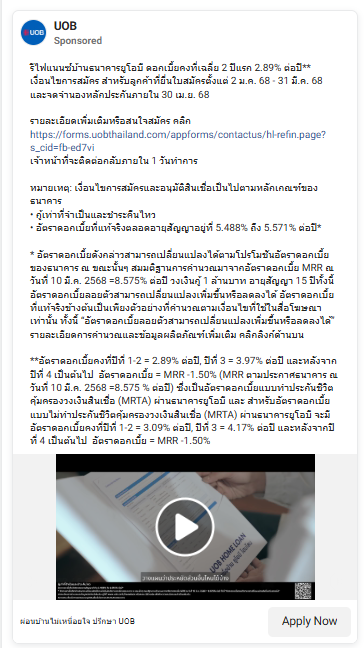 UOB
UOB
Sponsored
รีไฟแนนซ์บ้านธนาคารยูโอบี ดอกเบี้ยคงที่เฉลี่ย 2 ปีแรก 2.89% ต่อปี**
เงื่อนไขการสมัคร สำหรับลูกค้าที่ยื่นใบสมัครตั้งแต่ 2 ม.ค. 68 - 31 มี.ค. 68
และจดจำนองหลักประกันภายใน 30 เม.ย. 68
รายละเอียดเพิ่มเติมหรือสนใจสมัคร คลิก
https://forms.uobthailand.com/appforms/contactus/hl-refin.page?
s_cid=fb-ed7vi
เจ้าหน้าที่จะติดต่อกลับภายใน 1 วันทำการ
หมายเหตุ: เงื่อนไขการสมัครและอนุมัติสินเชื่อเป็นไปตามหลักเกณฑ์ของ
ธนาคาร
• กู้เท่าที่จำเป็นและชำระคืนไหว
• อัตราดอกเบี้ยที่แท้จริงตลอดอายุสัญญาอยู่ที่ 5.488% ถึง 5.571% ต่อปี*
* อัตราดอกเบี้ยดังกล่าวสามารถเปลี่ยนแปลงได้ตามโปรโมชันอัตราดอกเบี้ย
ของธนาคาร ณ ขณะนั้นๆ สมมติฐานการคำนวณมาจากอัตราดอกเบี้ย MRR ณ
วันที่ 10 มี.ค. 2568 =8.575% ต่อปี วงเงินกู้ 1 ล้านบาท อายุสัญญา 15 ปีทั้งนี้
อัตราดอกเบี้ยลอยตัวสามารถเปลี่ยนแปลงเพิ่มขึ้นหรือลดลงได้ อัตราดอกเบี้ย
ที่แท้จริงข้างต้นเป็นเพียงตัวอย่างที่คำนวณตามเงื่อนไขที่ใช้ในสื่อโฆษณา
เท่านั้น ทั้งนี้ "อัตราดอกเบี้ยลอยตัวสามารถเปลี่ยนแปลงเพิ่มขึ้นหรือลดลงได้"
รายละเอียดการคำนวณและข้อมูลผลิตภัณฑ์เพิ่มเติม คลิกลิงก์ด้านบน
**อัตราดอกเบี้ยคงที่ปีที่ 1-2 = 2.89% ต่อปี, ปีที่ 3 = 3.97% ต่อปี และหลังจาก
ปีที่ 4 เป็นต้นไป อัตราดอกเบี้ย = MRR -1.50% (MRR ตามประกาศธนาคาร ณ
วันที่ 10 มี.ค. 2568 =8.575 % ต่อปี) ซึ่งเป็นอัตราดอกเบี้ยแบบทำประกันชีวิต
คุ้มครองวงเงินสินเชื่อ (MRTA) ผ่านธนาคารยูโอบี และ สำหรับอัตราดอกเบี้ย
แบบไม่ทำประกันชีวิตคุ้มครองวงเงินสินเชื่อ (MRTA) ผ่านธนาคารยูโอบี จะมี
อัตราดอกเบี้ยคงที่ปีที่ 1-2 = 3.09% ต่อปี, ปีที่ 3 = 4.17% ต่อปี และหลังจากปี
ที่ 4 เป็นต้นไป อัตราดอกเบี้ย = MRR -1.50%
UOB HOME LOAN
ผ่อนบ้านไม่เหนื่อยใจ ปรึกษา UOB
Apply Now